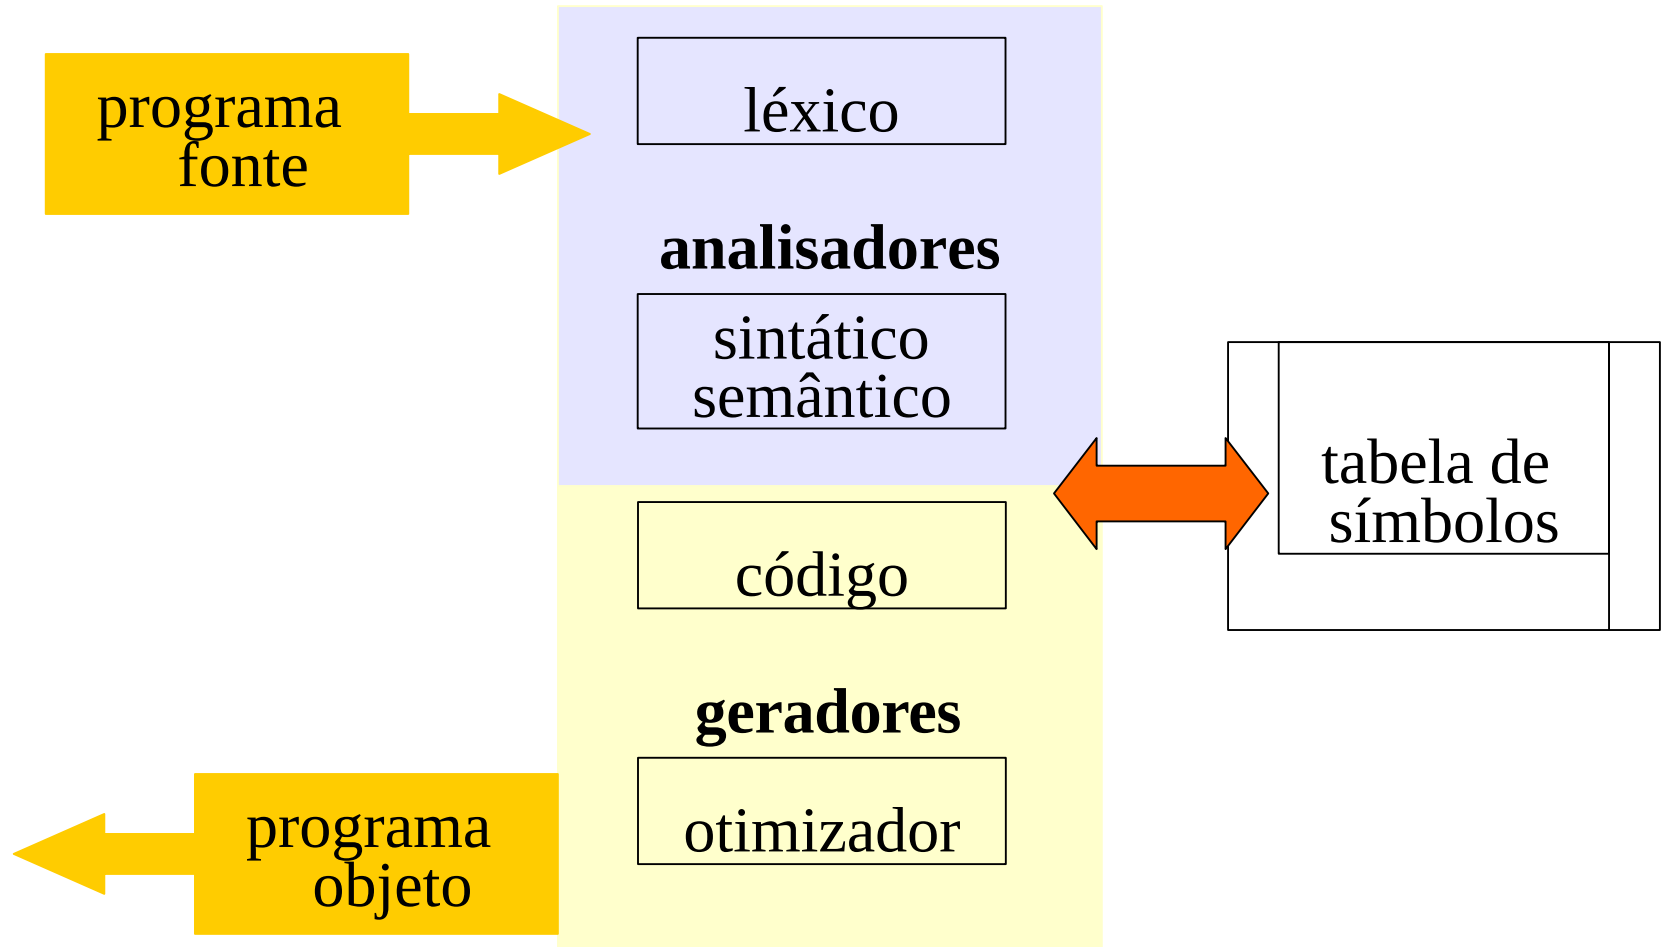 programa
fonte
léxico
analisadores
sintático
semântico
tabela de
símbolos
código
geradores
programa
objeto
otimizador